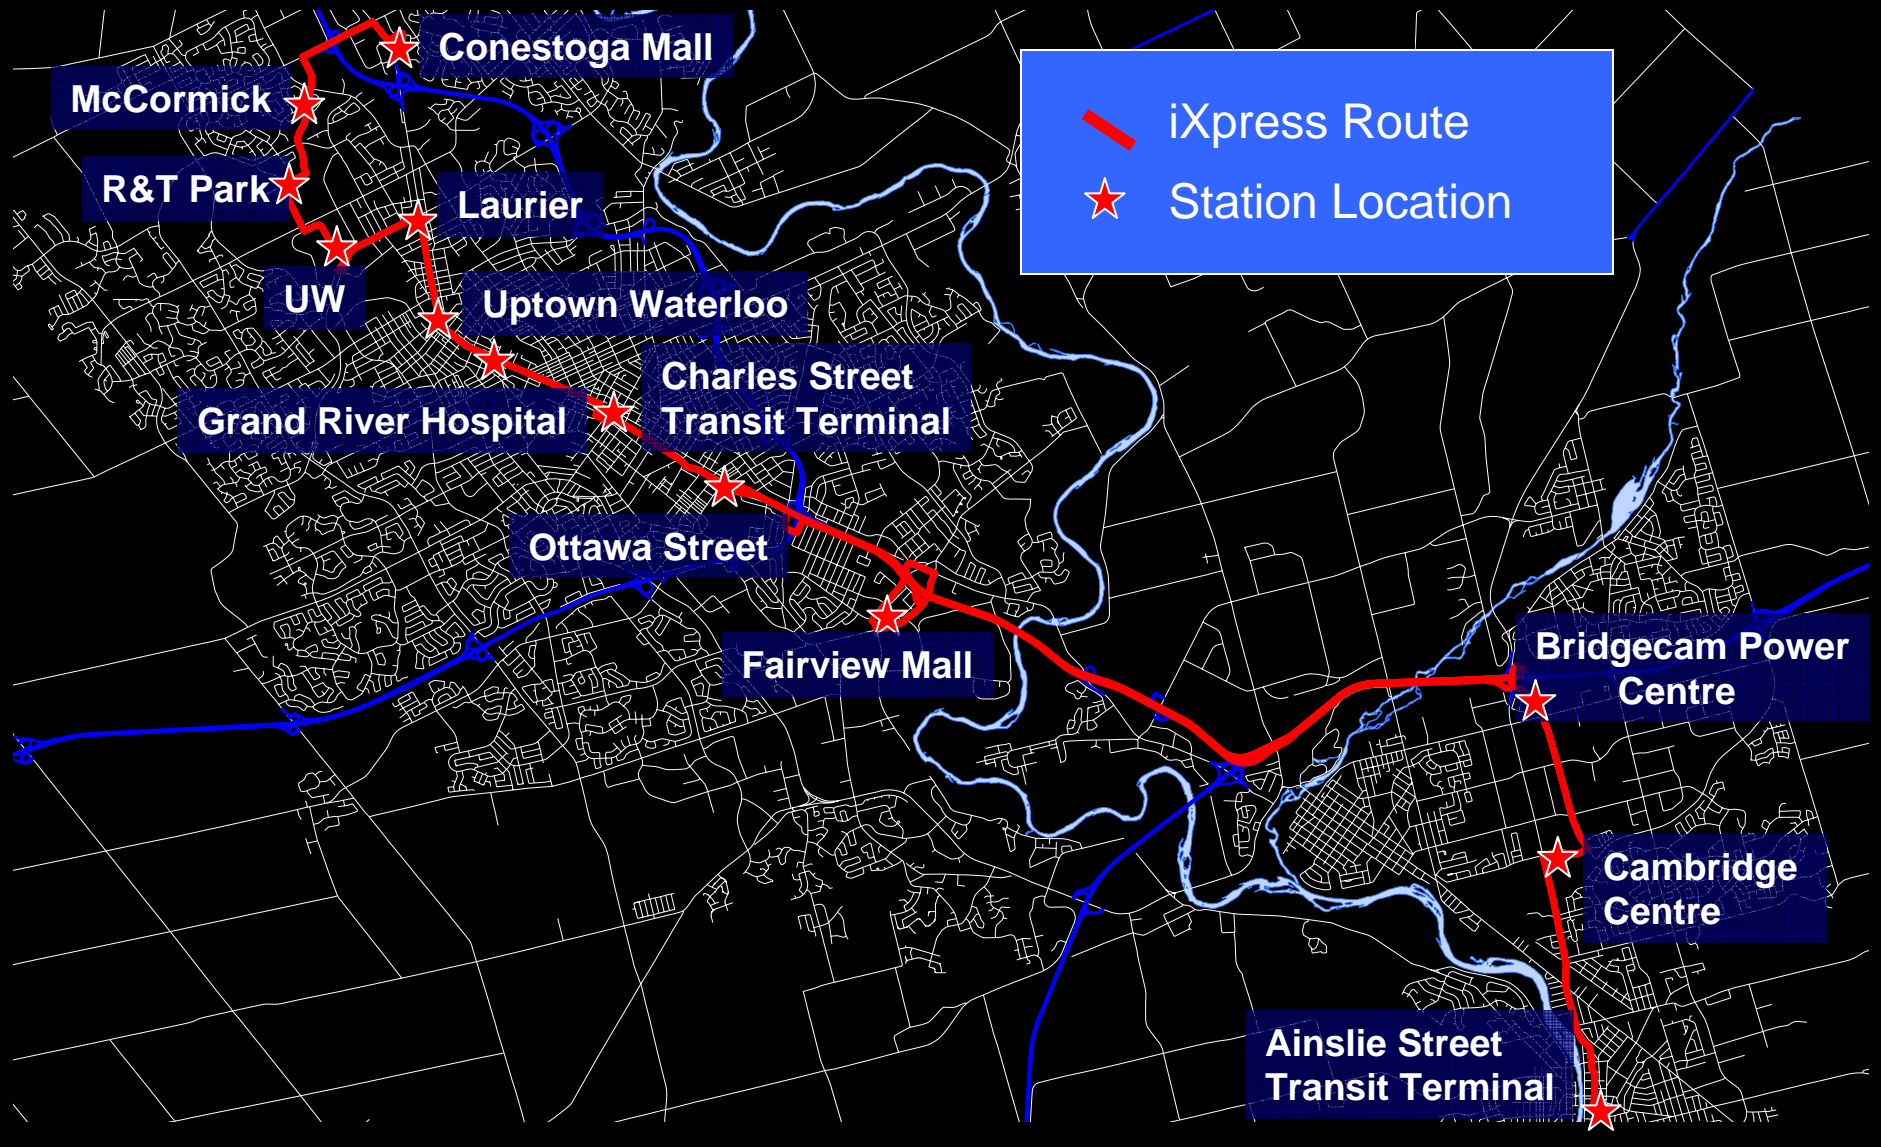 Conestoga Mall
McCormick
R&T Park
Laurier
UW
Uptown Waterloo
Grand River Hospital
Charles Street
Transit Terminal
Ottawa Street
Fairview Mall
iXpress Route
Station Location
Bridgecam Power
Centre
Cambridge
Centre
Ainslie Street
Transit Terminal